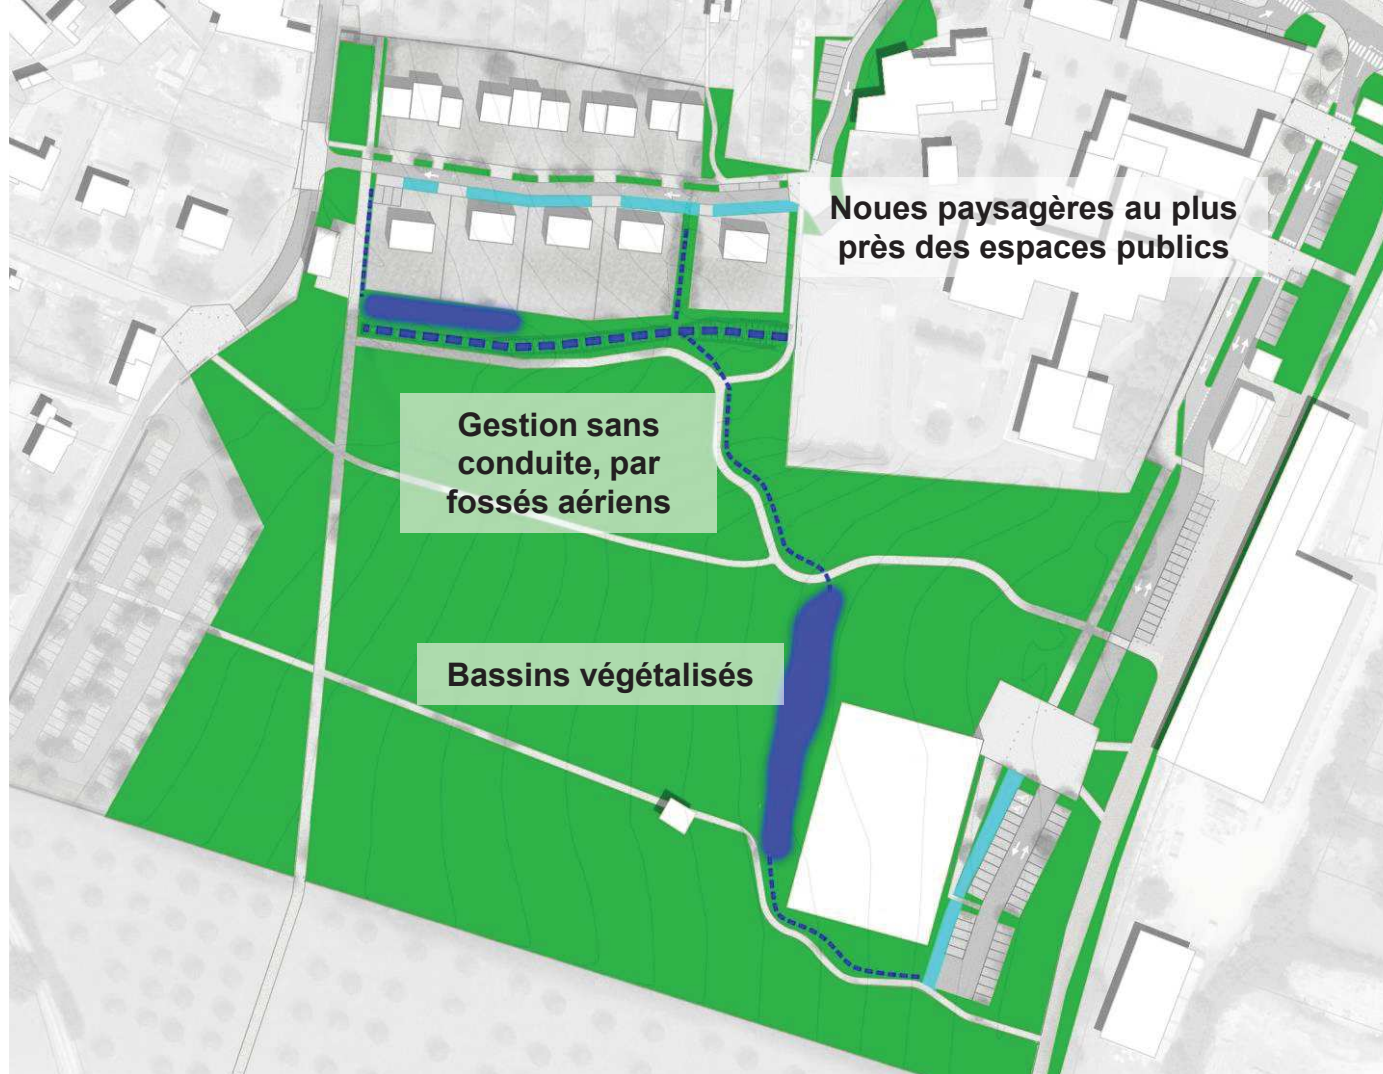 Noues paysagères au plus
près des espaces publics
Gestion sans
conduite, par
fossés aériens
Bassins végétalisés